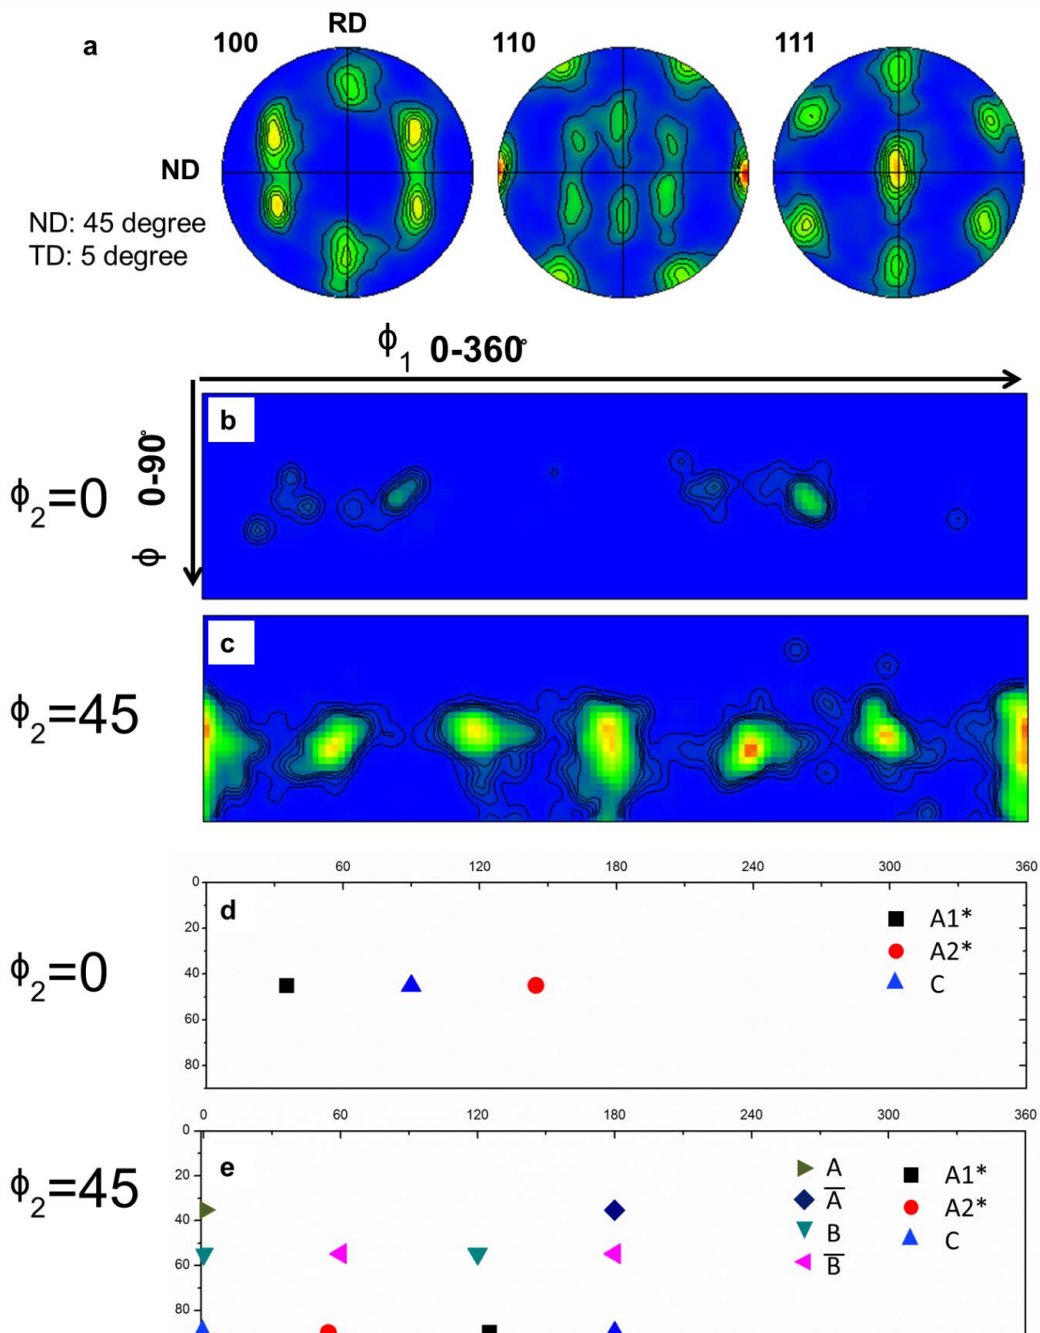 a
100
RD
110
111
ND
ND: 45 degree
TD: 5 degree
ϕ1 0-360°
ϕ 0-90°
ϕ2=0
b
ϕ2=45
c
60 120 180 240 300 360
ϕ2=0
d
0
20
40
60
80
A1*
A2*
C
0 60 120 180 240 300 360
ϕ2=45
e
0
20
40
60
80
A
A̅
B
B̅
A1*
A2*
C